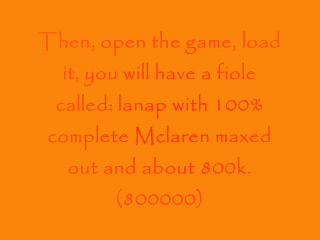 Then, open the game, load
it, you will have a fiole
called: lanap with 100%
complete Mclaren maxed
out and about 800k.
(800000)